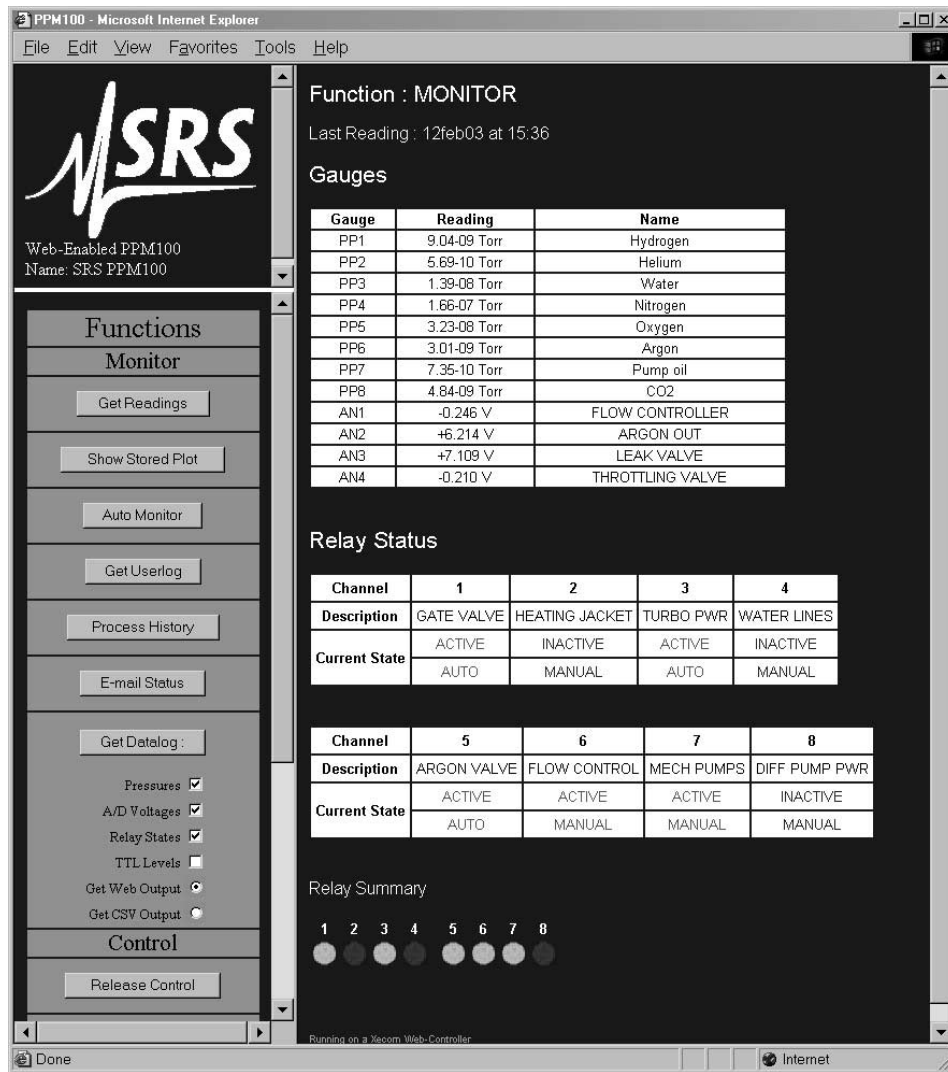 PPM100 - Microsoft Internet Explorer
File Edit View Favorites Tools Help
SRS
Web-Enabled PPM100
Name: SRS PPM100
Functions
Monitor
Get Readings
Show Stored Plot
Auto Monitor
Get Userlog
Process History
E-mail Status
Get Datalog :
Pressures
A/D Voltages
Relay States
TTL Levels
Get Web Output
Get CSV Output
Control
Release Control
Function : MONITOR
Last Reading : 12feb03 at 15:36
Gauges
Gauge Reading Name
PP1 9.04-09 Torr Hydrogen
PP2 5.69-10 Torr Helium
PP3 1.39-08 Torr Water
PP4 1.66-07 Torr Nitrogen
PP5 3.23-08 Torr Oxygen
PP6 3.01-09 Torr Argon
PP7 7.35-10 Torr Pump oil
PP8 4.84-09 Torr CO2
AN1 -0.246 V FLOW CONTROLLER
AN2 +6.214 V ARGON OUT
AN3 +7.109 V LEAK VALVE
AN4 -0.210 V THROTTLING VALVE
Relay Status
Channel 1 2 3 4
Description GATE VALVE HEATING JACKET TURBO PWR WATER LINES
Current State ACTIVE INACTIVE ACTIVE INACTIVE
AUTO MANUAL AUTO MANUAL
Channel 5 6 7 8
Description ARGON VALVE FLOW CONTROL MECH PUMPS DIFF PUMP PWR
Current State ACTIVE ACTIVE ACTIVE INACTIVE
AUTO MANUAL MANUAL MANUAL
Relay Summary
1 2 3 4 5 6 7 8
Running on a Xecom Web-Controller
Done Internet